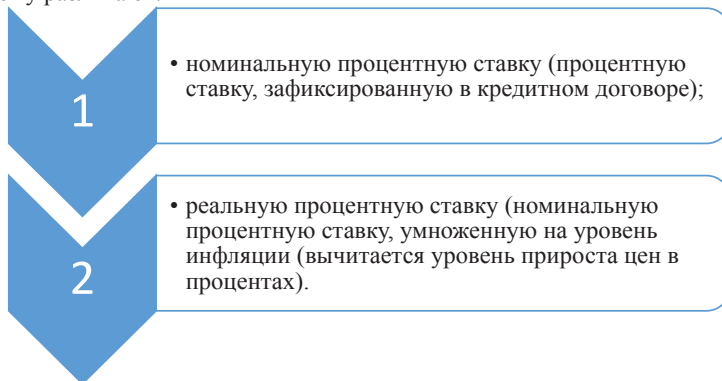 1
• номинальную процентную ставку (процентную
ставку, зафиксированную в кредитном договоре);
2
• реальную процентную ставку (номинальную
процентную ставку, умноженную на уровень
инфляции (вычитается уровень прироста цен в
процентах).